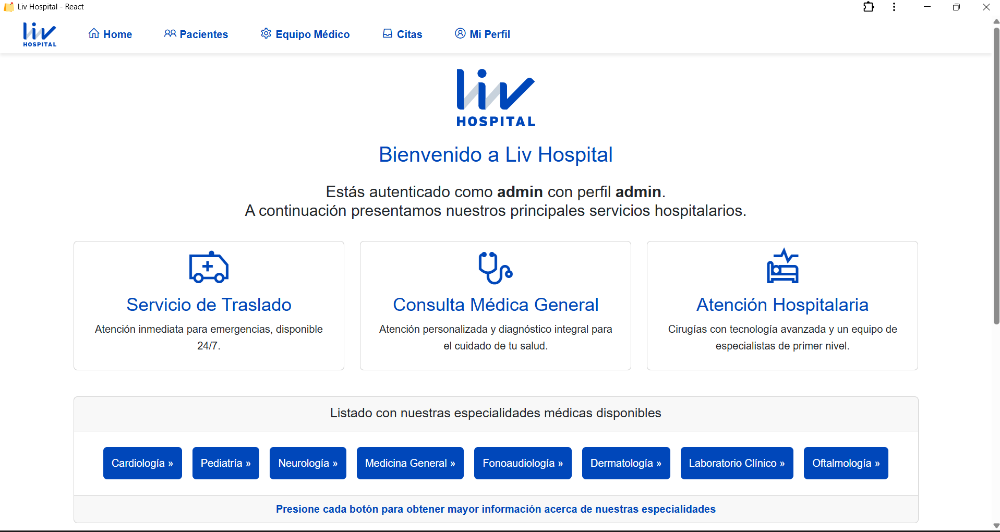 Liv Hospital - React
liv
HOSPITAL
Home
Pacientes
Equipo Médico
Citas
Mi Perfil
liv
HOSPITAL
Bienvenido a Liv Hospital
Estás autenticado como admin con perfil admin.
A continuación presentamos nuestros principales servicios hospitalarios.
Servicio de Traslado
Atención inmediata para emergencias, disponible
24/7.
Consulta Médica General
Atención personalizada y diagnóstico integral para
el cuidado de tu salud.
Atención Hospitalaria
Cirugías con tecnología avanzada y un equipo de
especialistas de primer nivel.
Listado con nuestras especialidades médicas disponibles
Cardiología »
Pediatría »
Neurología »
Medicina General »
Fonoaudiología »
Dermatología »
Laboratorio Clínico »
Oftalmología »
Presione cada botón para obtener mayor información acerca de nuestras especialidades